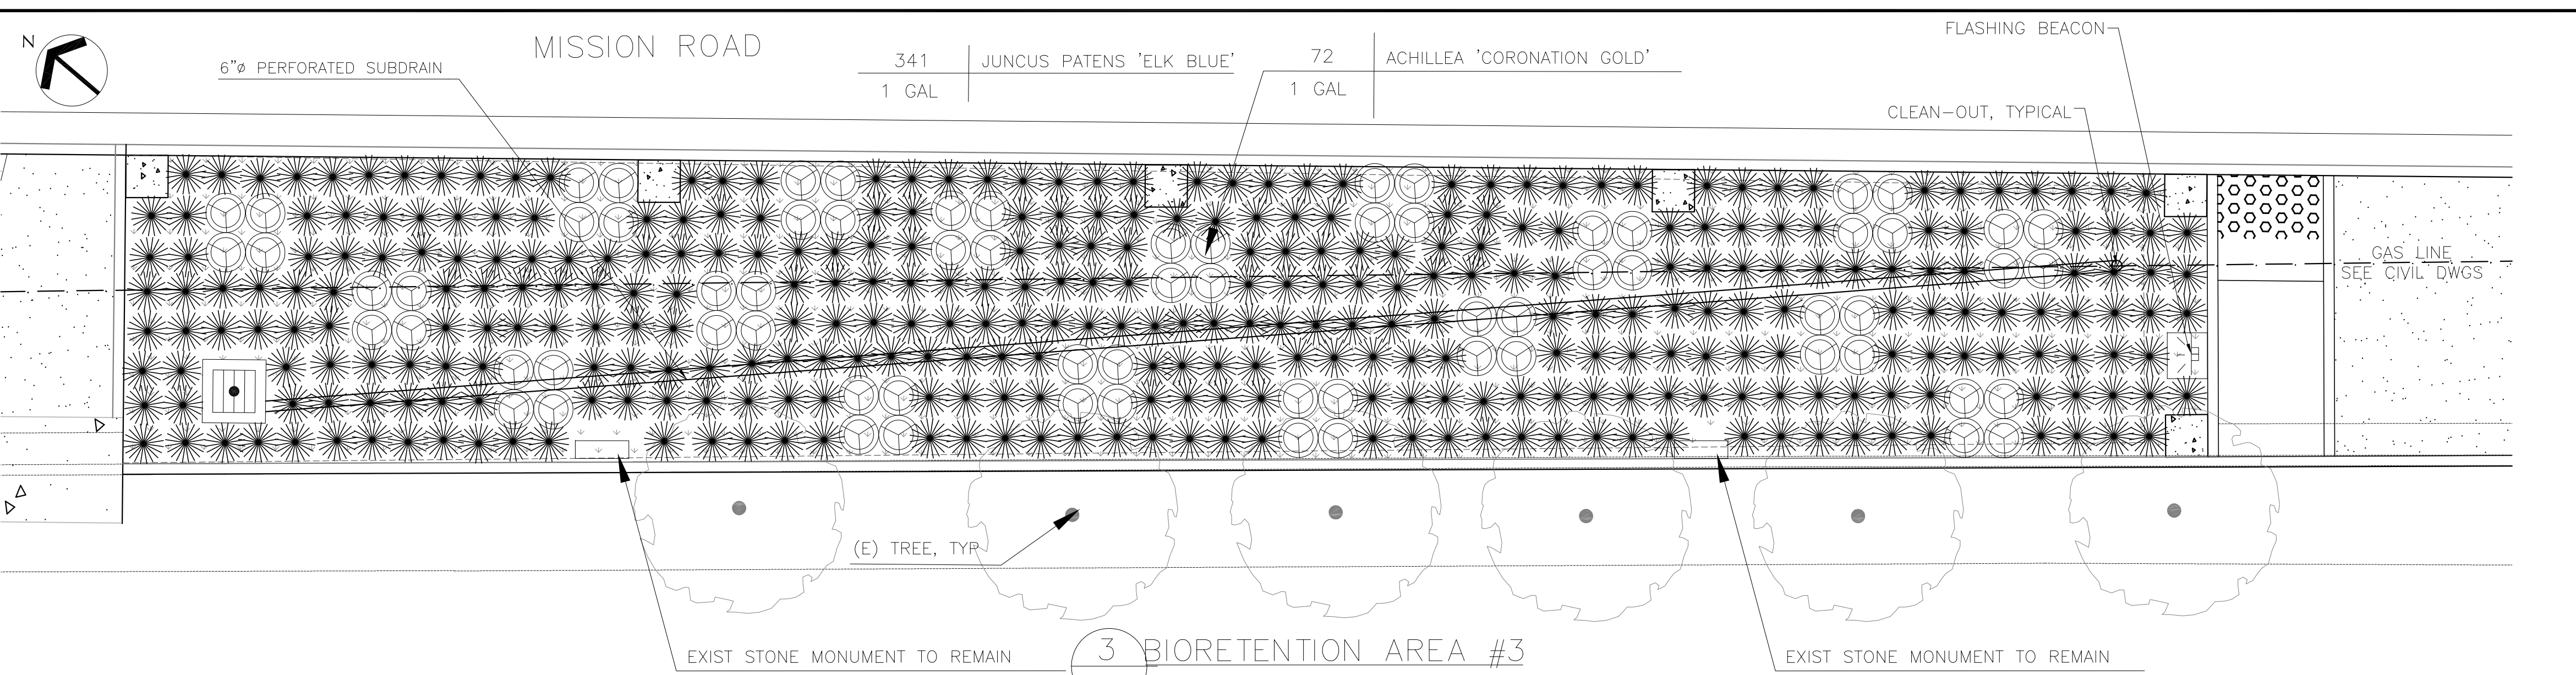 FLASHING BEACON
N
MISSION ROAD
341
1 GAL
JUNCUS PATENS 'ELK BLUE'
72
1 GAL
ACHILLEA 'CORONATION GOLD'
6"ø PERFORATED SUBDRAIN
CLEAN-OUT, TYPICAL
GAS LINE
SEE CIVIL DWGS
(E) TREE, TYP
EXIST STONE MONUMENT TO REMAIN
3
BIORETENTION AREA #3
EXIST STONE MONUMENT TO REMAIN